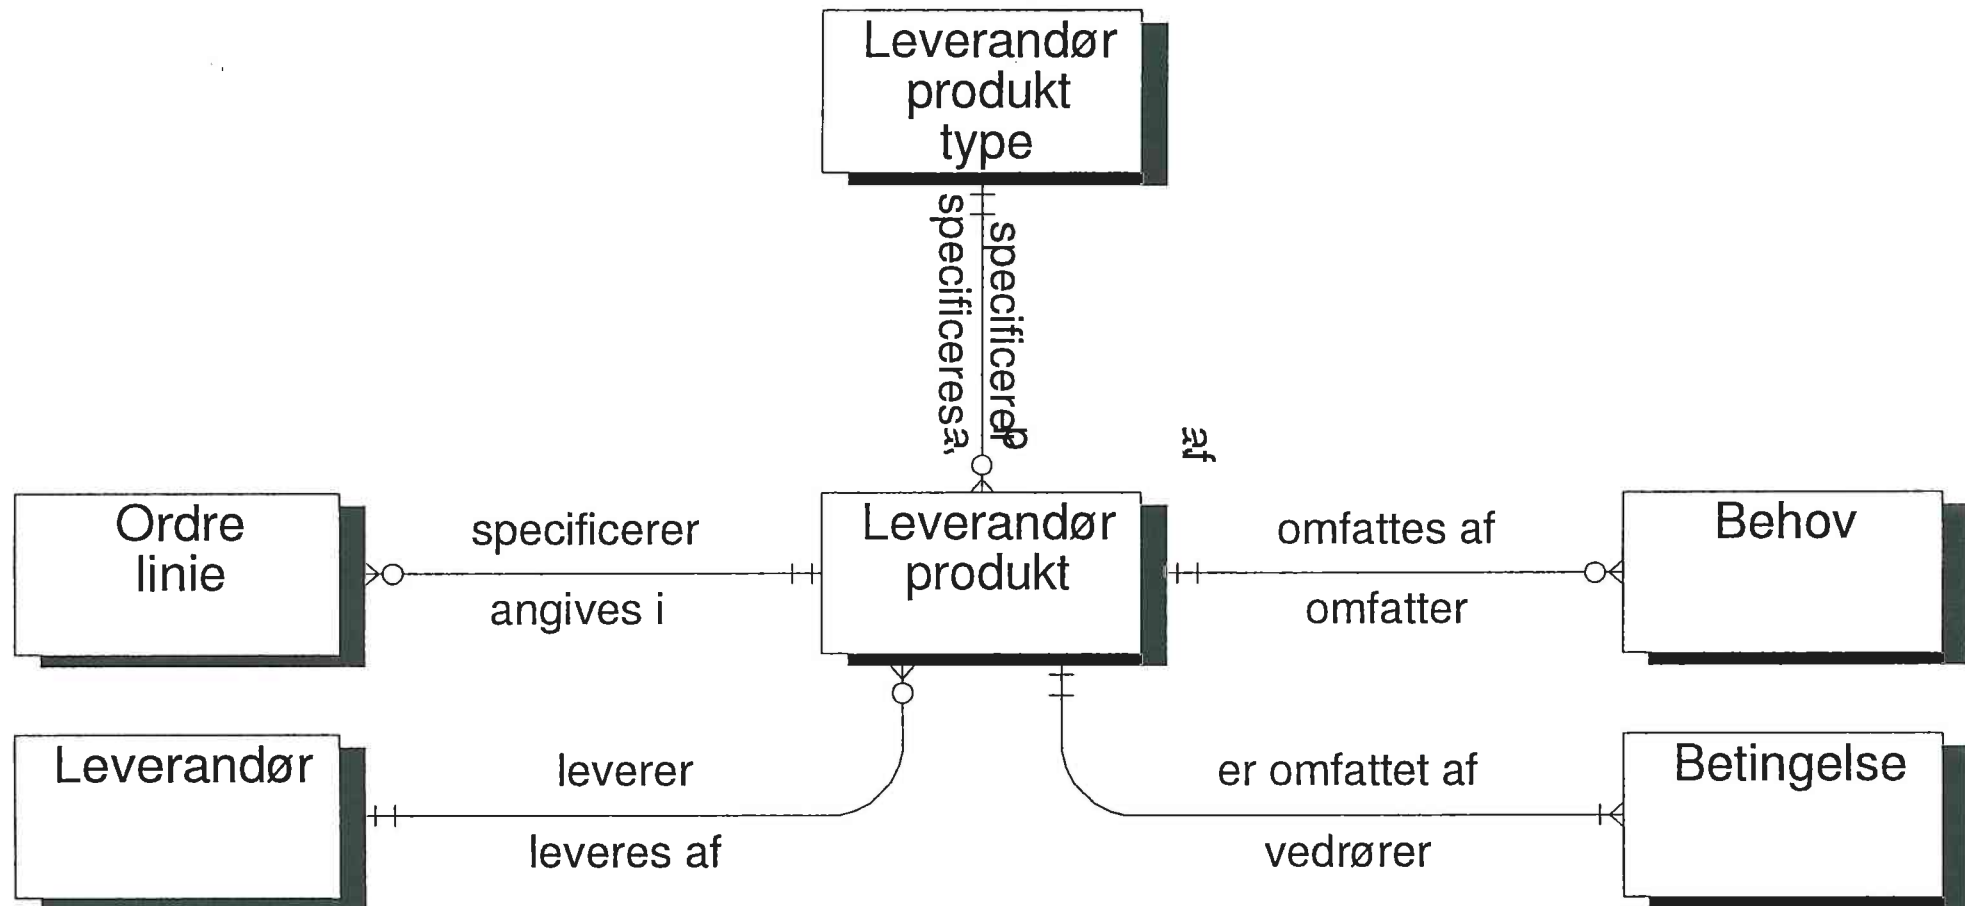 Leverandør
produkt
type
specificeres
specificerer
af
Ordre
linie
specificerer
angives i
Leverandør
produkt
omfattes af
omfatter
Behov
Leverandør
leverer
leveres af
er omfattet af
vedrører
Betingelse